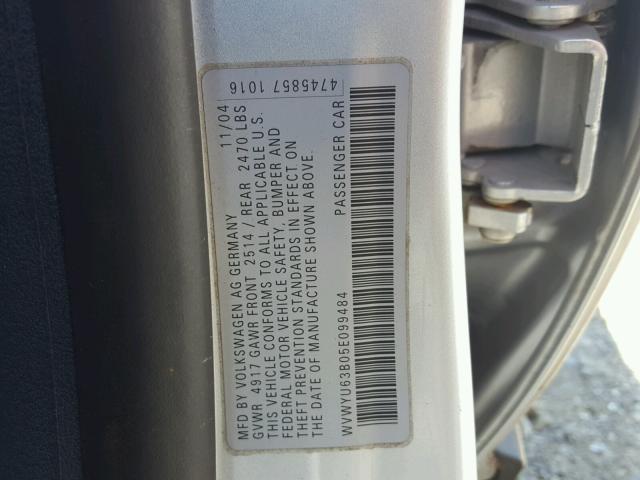 MFD BY VOLKSWAGEN AG GERMANY 11/04
GVWR 4917 GAWR FRONT 2514 / REAR 2470 LBS
THIS VEHICLE CONFORMS TO ALL APPLICABLE U.S.
FEDERAL MOTOR VEHICLE SAFETY, BUMPER AND
THEFT PREVENTION STANDARDS IN EFFECT ON
THE DATE OF MANUFACTURE SHOWN ABOVE.
WVWYU63B05E099484 PASSENGER CAR
4745857 1016